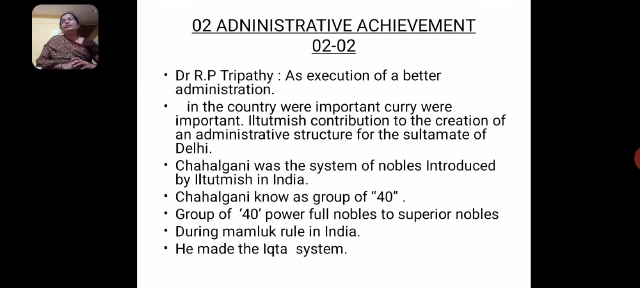 02 ADNINISTRATIVE ACHIEVEMENT
02-02
• Dr R.P Tripathy : As execution of a better
administration.
• in the country were important curry were
important. Iltutmish contribution to the creation of
an administrative structure for the sultamate of
Delhi.
• Chahalgani was the system of nobles Introduced
by Iltutmish in India.
• Chahalgani know as group of “40” .
• Group of ‘40’ power full nobles to superior nobles
• During mamluk rule in India.
• He made the Iqta system.